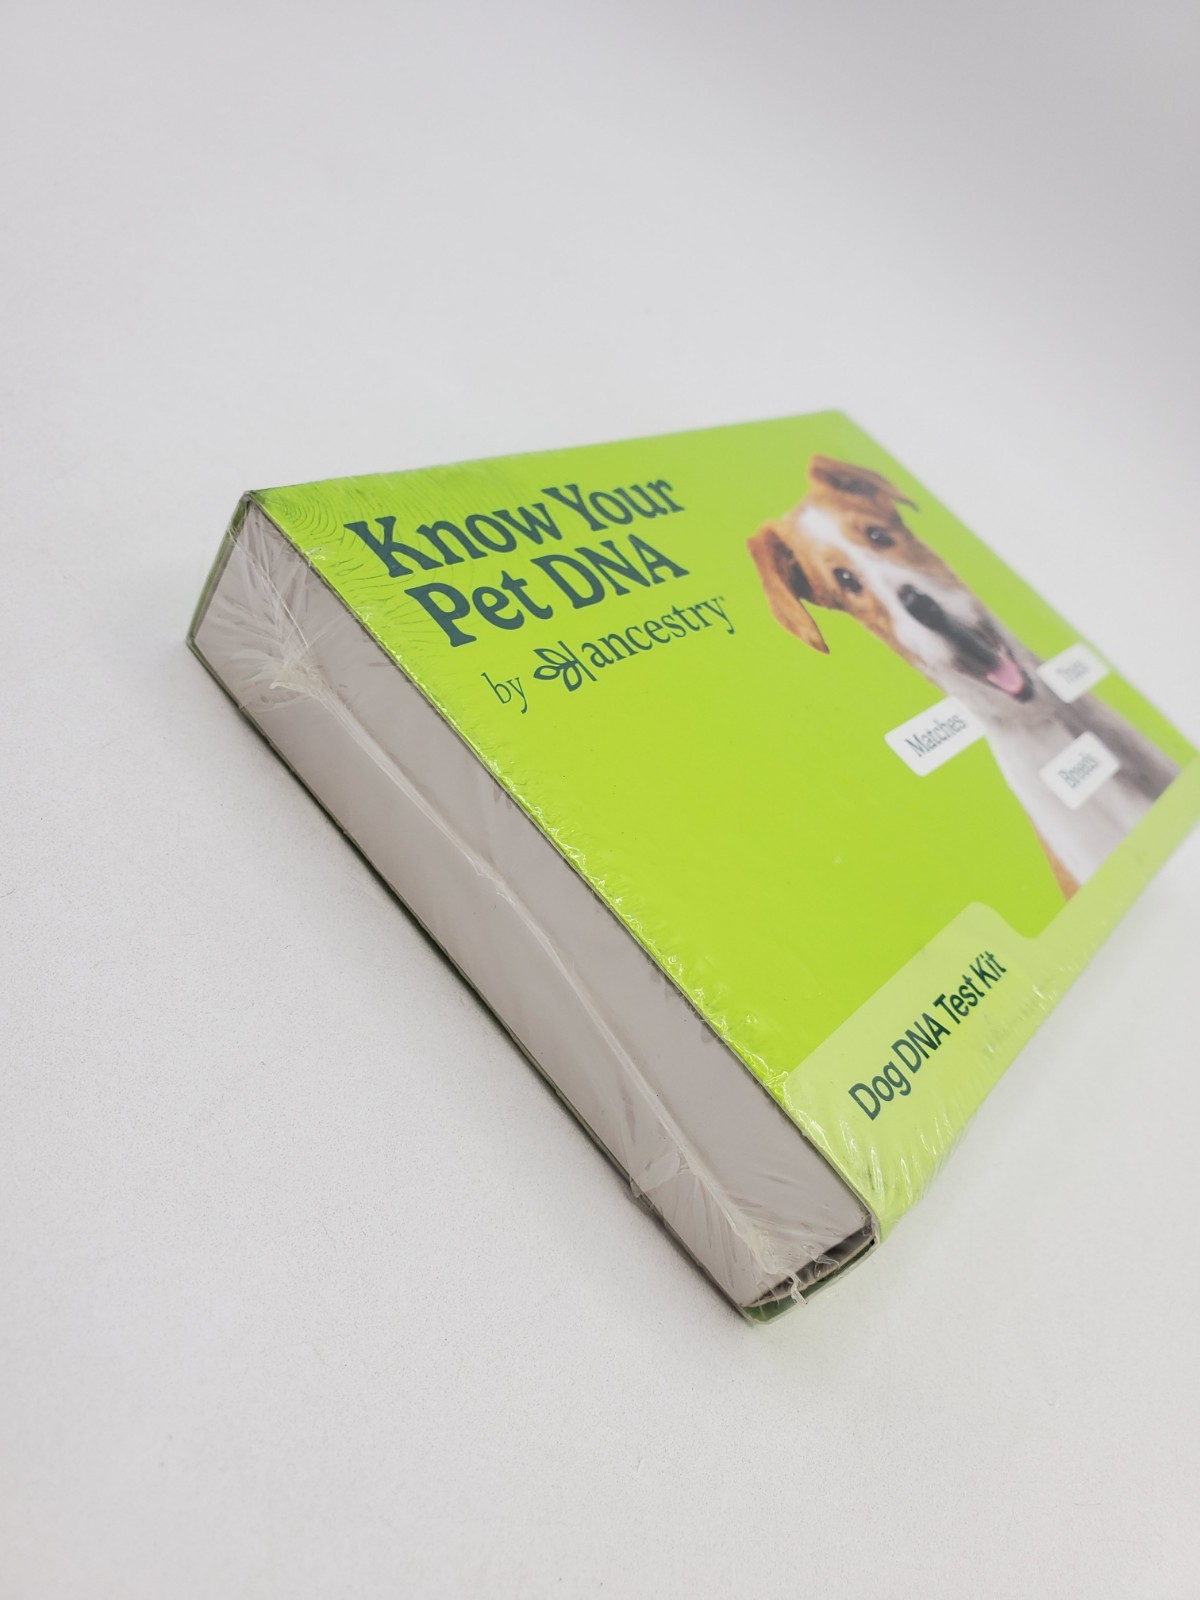 Know Your
Pet DNA
by ancestry®
Matches
Traits
Breeds
Dog DNA Test Kit